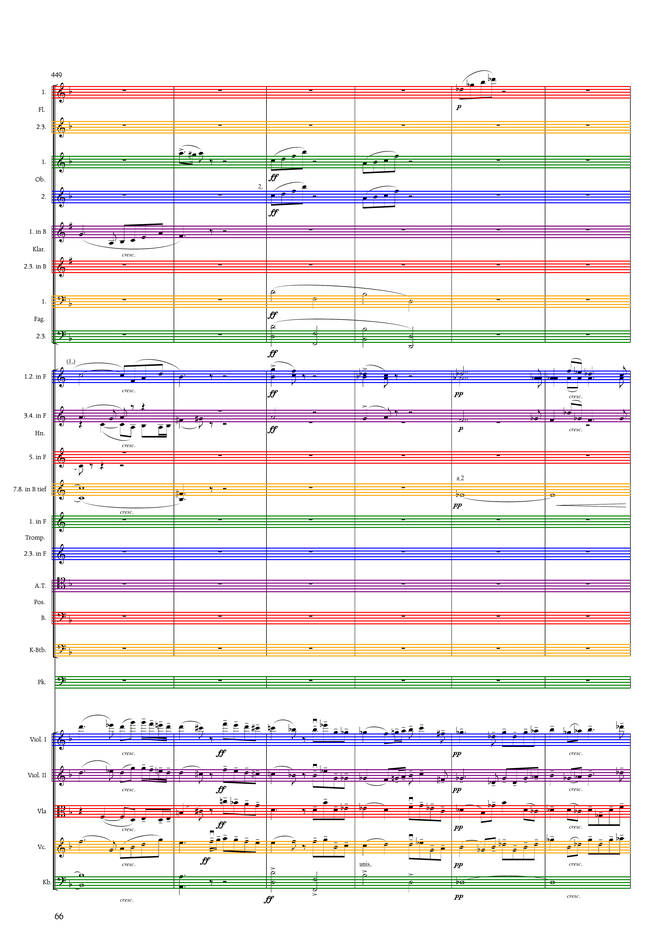 449
1.
p
Fl.
2.3.
1.
ff
Ob.
2.
2.
ff
1. in B
Klar.
cresc.
2.3. in B
1.
ff
Fag.
2.3.
ff
(1.)
1.2. in F
cresc.
ff
pp
cresc.
3.4. in F
ff
p
cresc.
Hn.
cresc.
5. in F
a 2
7.8. in B tief
cresc.
pp
1. in F
Tromp.
2.3. in F
A.T.
Pos.
B.
K-Btb.
Pk.
Viol. I
cresc.
ff
pp
cresc.
Viol. II
cresc.
ff
pp
cresc.
Vla
cresc.
ff
pp
cresc.
Vc.
cresc.
ff
unis.
pp
cresc.
Kb.
cresc.
ff
pp
cresc.
66